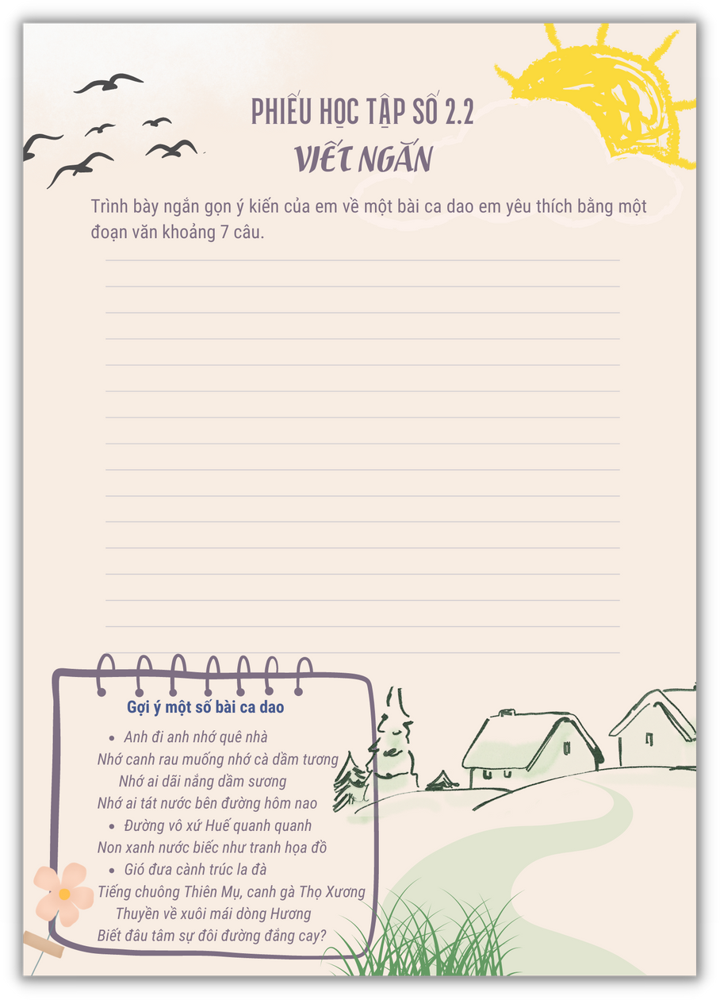 PHIẾU HỌC TẬP SỐ 2.2
VIẾT NGẮN
Trình bày ngắn gọn ý kiến của em về một bài ca dao em yêu thích bằng một
đoạn văn khoảng 7 câu.
Gợi ý một số bài ca dao
• Anh đi anh nhớ quê nhà
Nhớ canh rau muống nhớ cà dầm tương
Nhớ ai dãi nắng dầm sương
Nhớ ai tát nước bên đường hôm nao
• Đường vô xứ Huế quanh quanh
Non xanh nước biếc như tranh họa đồ
• Gió đưa cành trúc la đà
Tiếng chuông Thiên Mụ, canh gà Thọ Xương
Thuyền về xuôi mái dòng Hương
Biết đâu tâm sự đôi đường đắng cay?